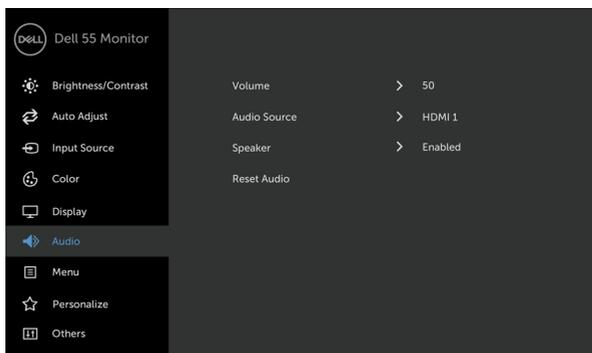 DELL Dell 55 Monitor
Brightness/Contrast Volume 50
Auto Adjust Audio Source HDMI 1
Input Source Speaker Enabled
Color Reset Audio
Display
Audio
Menu
Personalize
Others